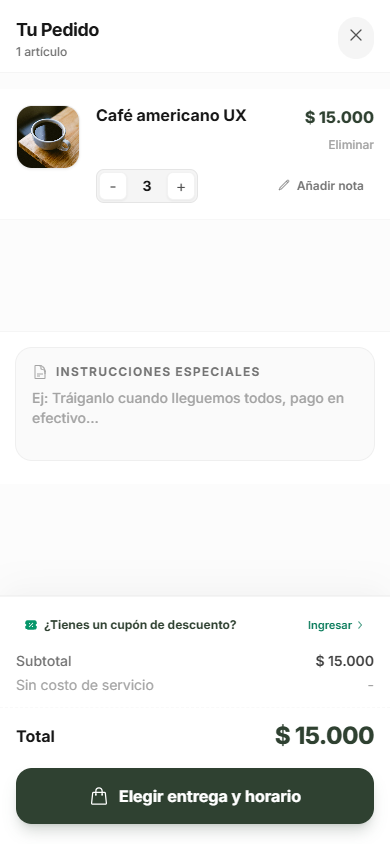 Tu Pedido
1 artículo
Café americano UX
$ 15.000
Eliminar
- 3 +
Añadir nota
INSTRUCCIONES ESPECIALES
Ej: Tráiganlo cuando lleguemos todos, pago en
efectivo...
¿Tienes un cupón de descuento?
Ingresar
Subtotal
$ 15.000
Sin costo de servicio
-
Total
$ 15.000
Elegir entrega y horario